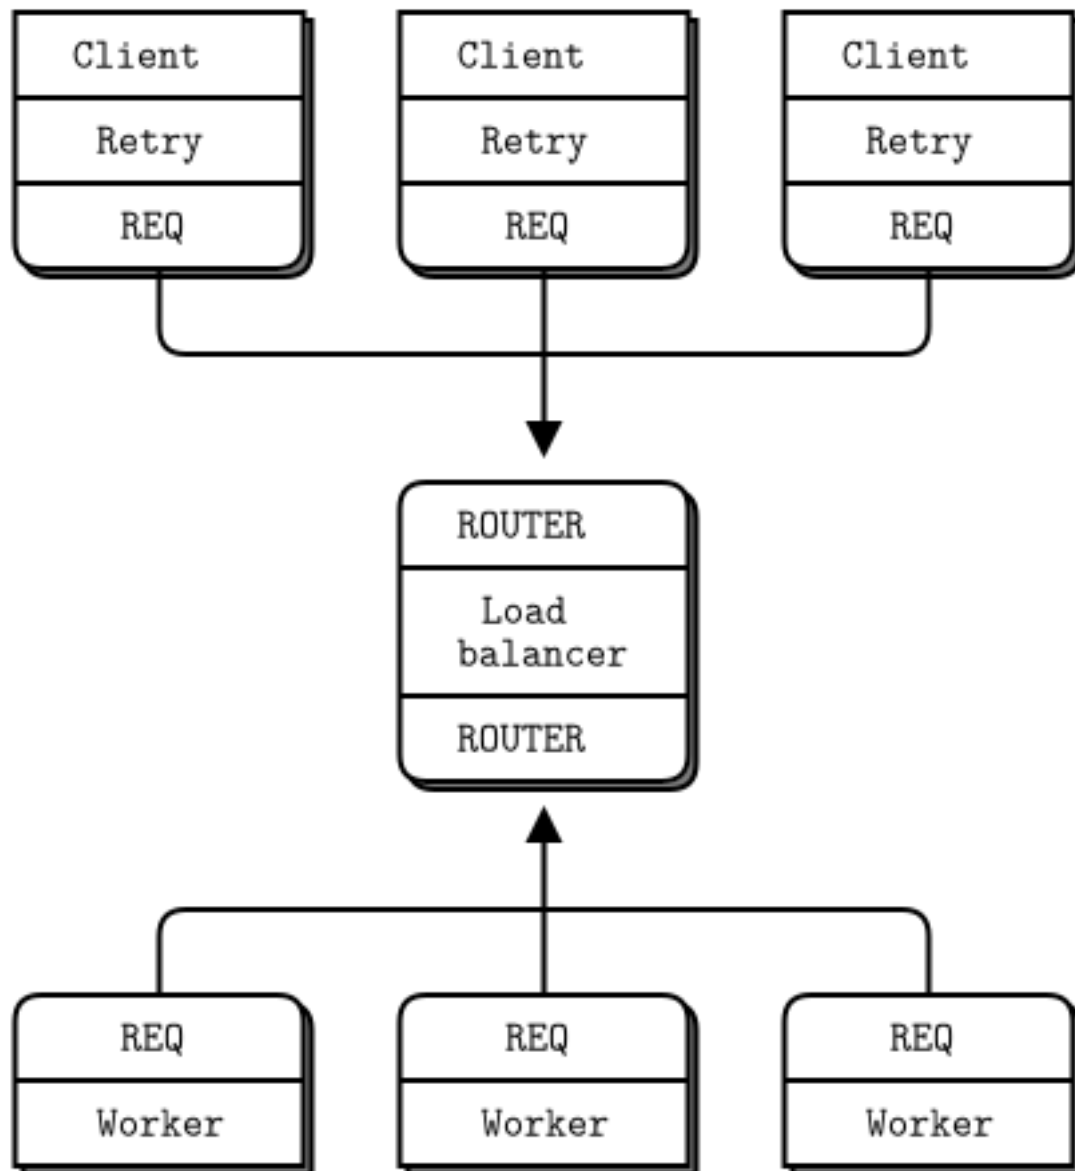 Client Client Client
Retry Retry Retry
REQ REQ REQ
ROUTER
Load
balancer
ROUTER
REQ REQ REQ
Worker Worker Worker